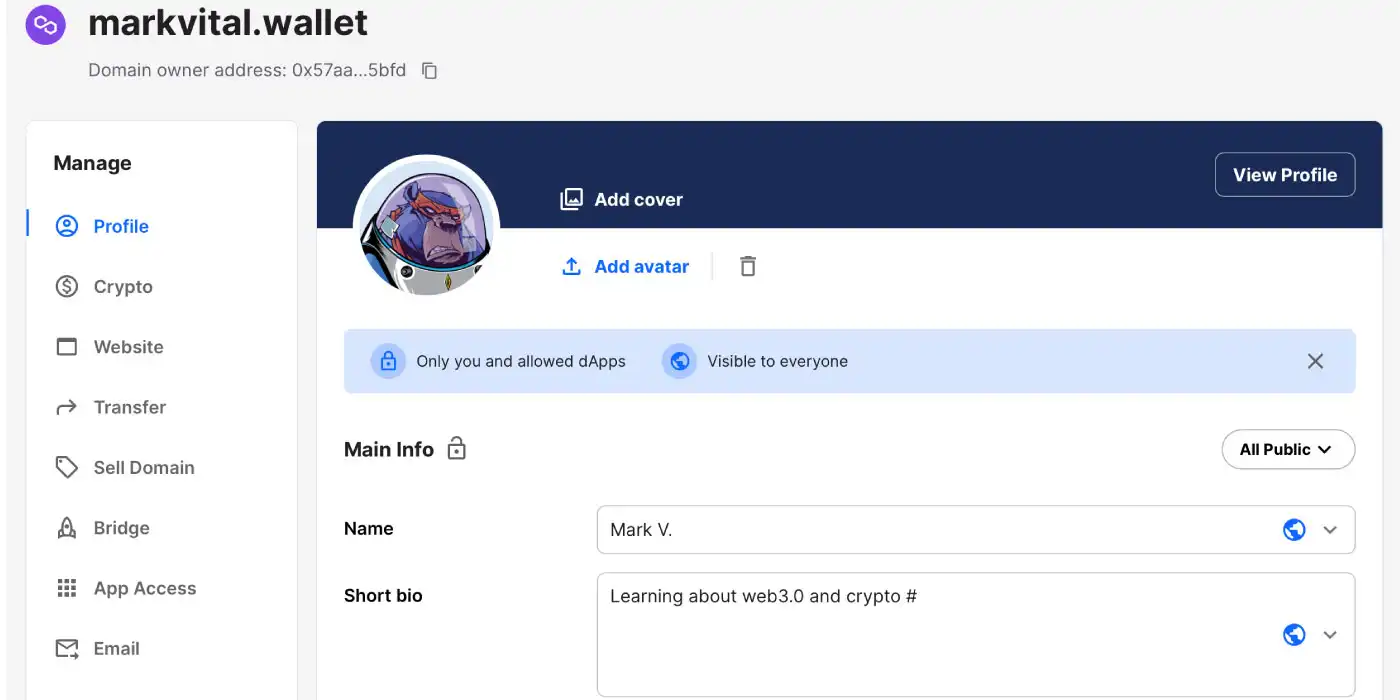 markvital.wallet
Domain owner address: 0x57aa...5bfd
Manage
Profile
Crypto
Website
Transfer
Sell Domain
Bridge
App Access
Email
View Profile
Add cover
Add avatar
Only you and allowed dApps
Visible to everyone
Main Info
All Public
Name
Mark V.
Short bio
Learning about web3.0 and crypto #